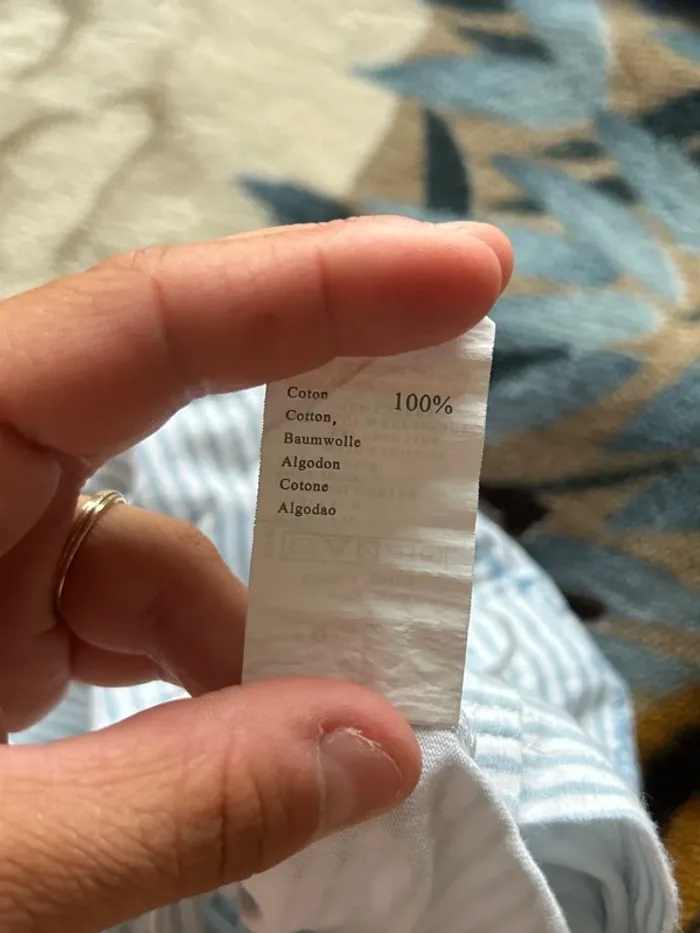 Coton 100%
Cotton,
Baumwolle
Algodon
Cotone
Algodao